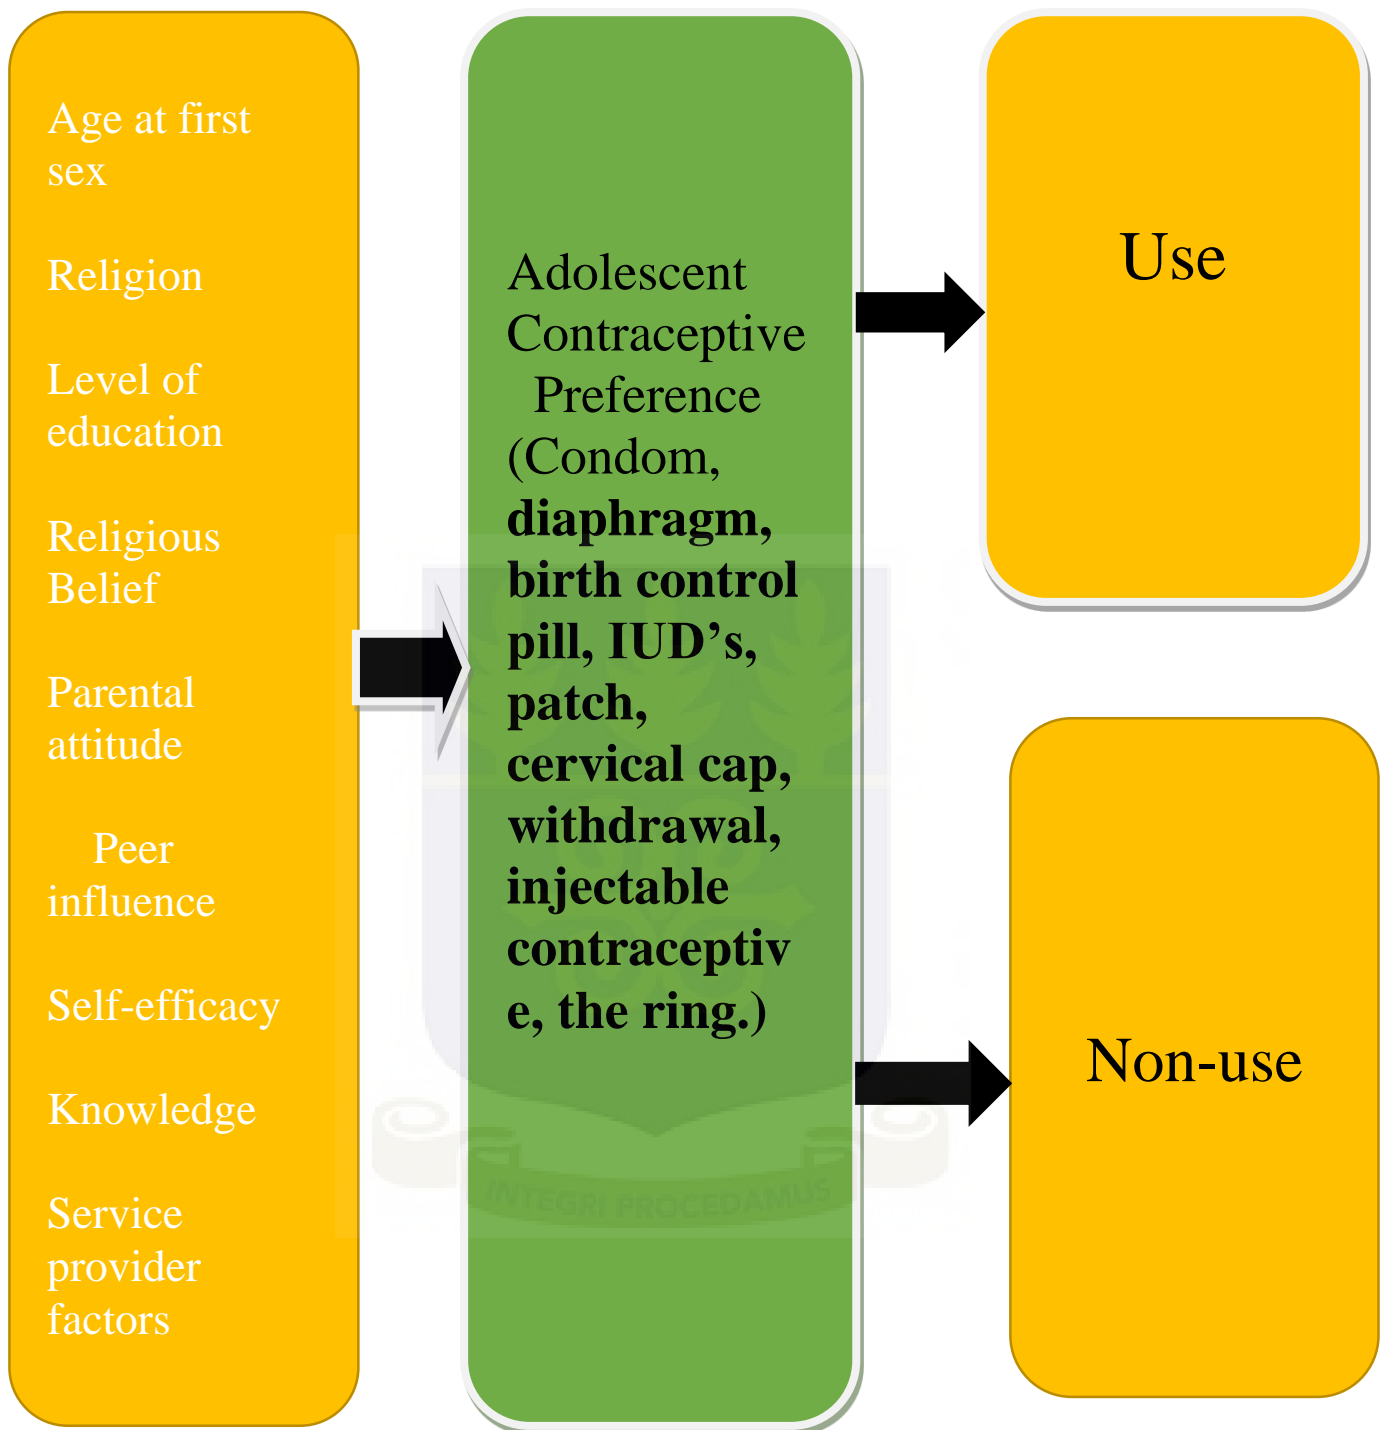 Age at first
sex
Religion
Level of
education
Religious
Belief
Parental
attitude
Peer
influence
Self-efficacy
Knowledge
Service
provider
factors
Adolescent
Contraceptive
Preference
(Condom,
diaphragm,
birth control
pill, IUD’s,
patch,
cervical cap,
withdrawal,
injectable
contraceptiv
e, the ring.)
INTEGRI PROCEDAMUS
Use
Non-use